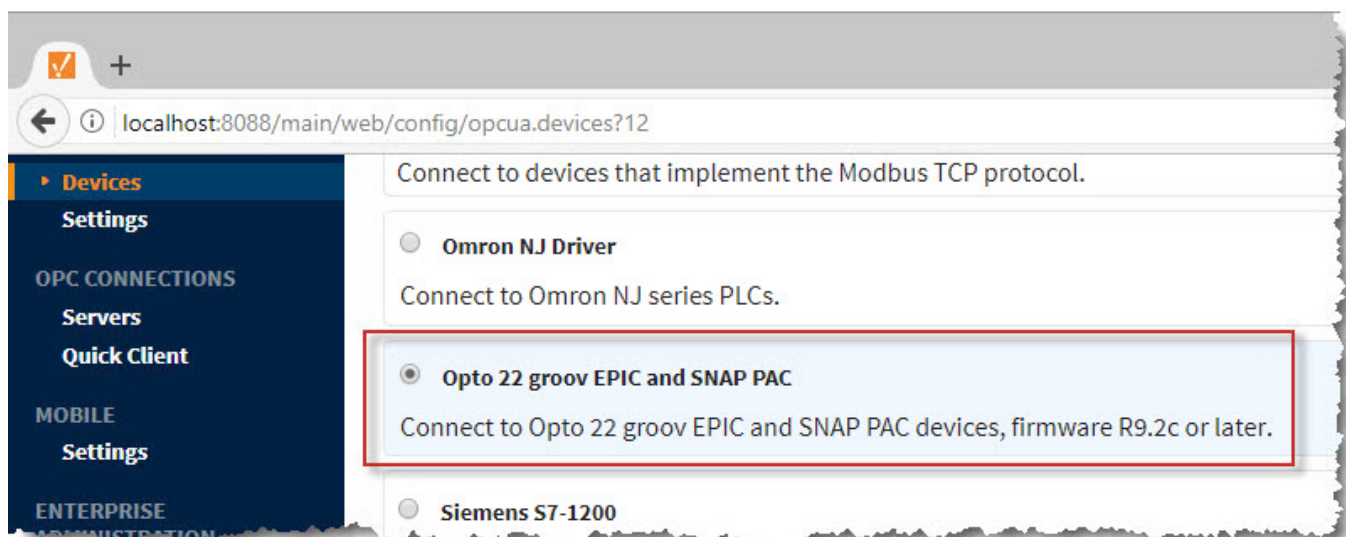 +
localhost:8088/main/web/config/opcua.devices?12
Devices
Settings
OPC CONNECTIONS
Servers
Quick Client
MOBILE
Settings
ENTERPRISE
ADMINISTRATION
Connect to devices that implement the Modbus TCP protocol.
Omron NJ Driver
Connect to Omron NJ series PLCs.
Opto 22 groov EPIC and SNAP PAC
Connect to Opto 22 groov EPIC and SNAP PAC devices, firmware R9.2c or later.
Siemens S7-1200